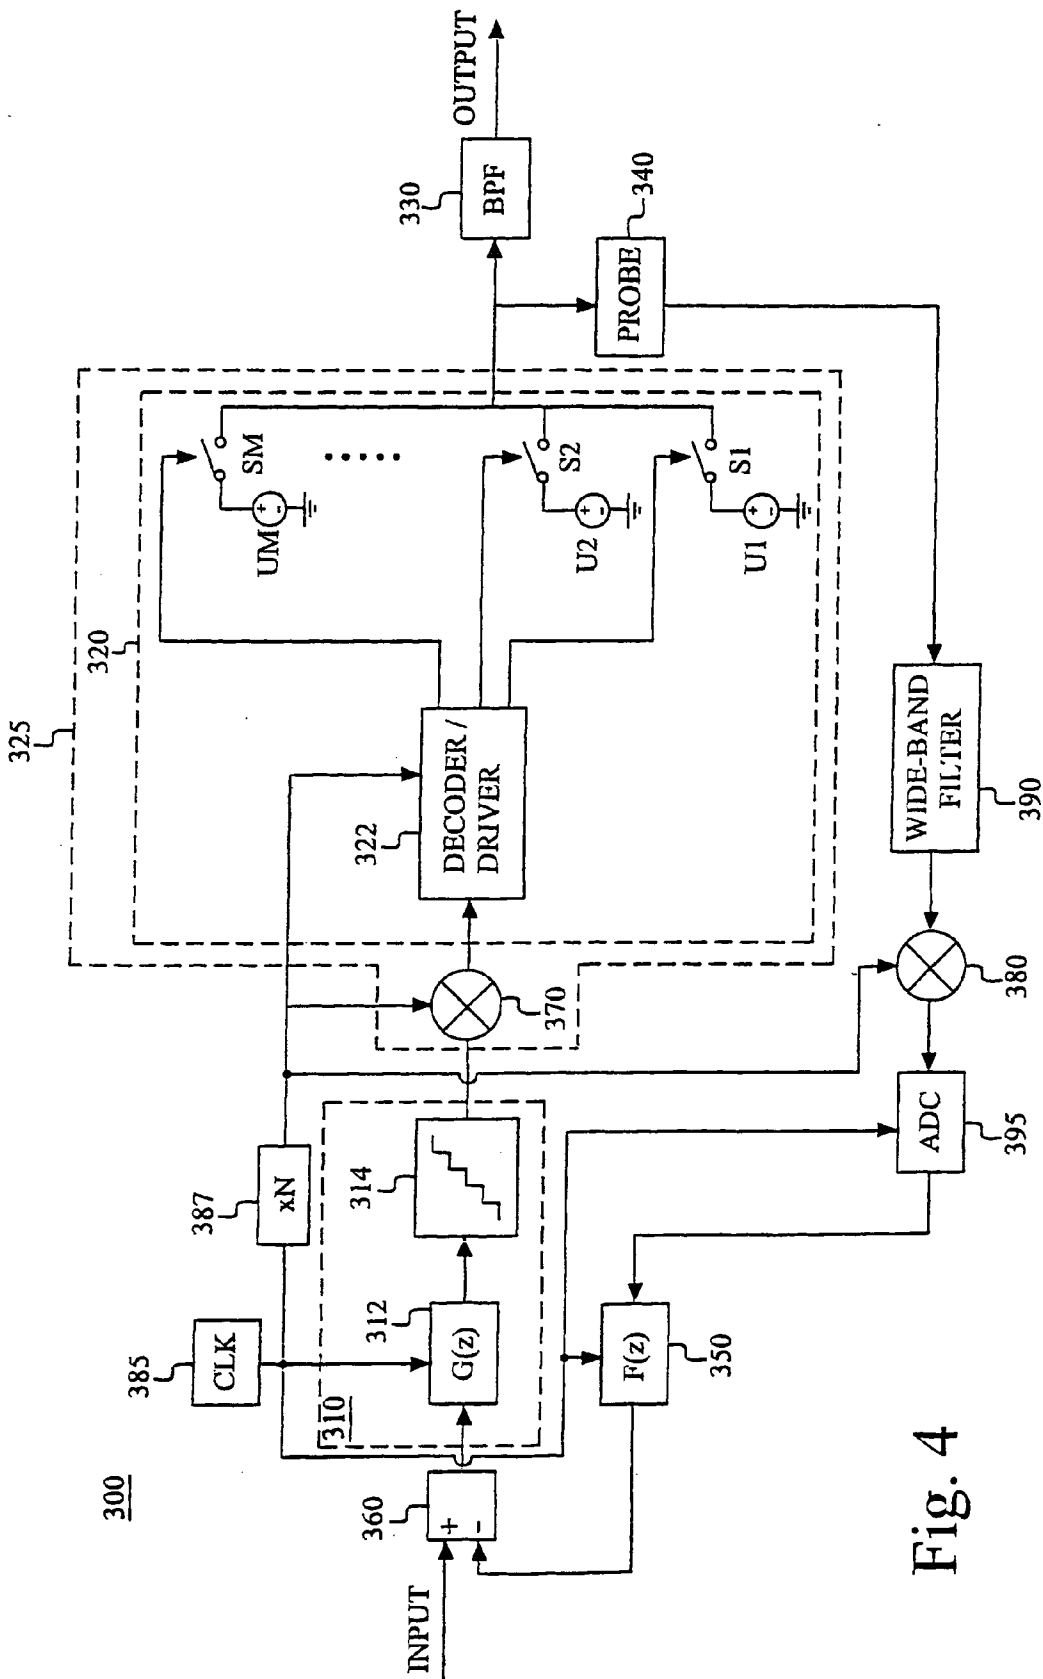 300
INPUT
360
+
-
385
CLK
387
xN
310
312
G(z)
314
350
F(z)
325
320
370
322
DECODER /
DRIVER
UM
SM
U2
S2
U1
S1
330
BPF
OUTPUT
340
PROBE
WIDE-BAND
FILTER
390
380
ADC
395
Fig. 4